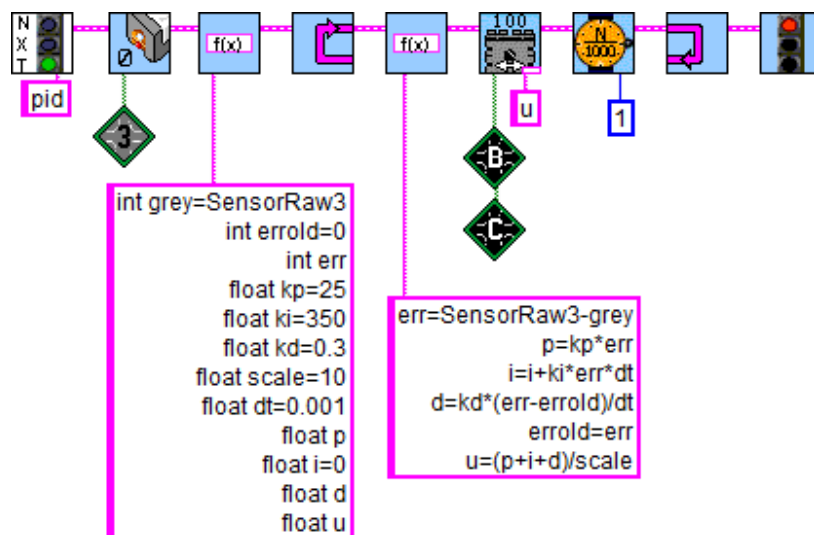 N
X
T
pid
0
f(x)
f(x)
100
u
N
1000
1
3
B
C
int grey=SensorRaw3
int errold=0
int err
float kp=25
float ki=350
float kd=0.3
float scale=10
float dt=0.001
float p
float i=0
float d
float u
err=SensorRaw3-grey
p=kp*err
i=i+ki*err*dt
d=kd*(err-errold)/dt
errold=err
u=(p+i+d)/scale